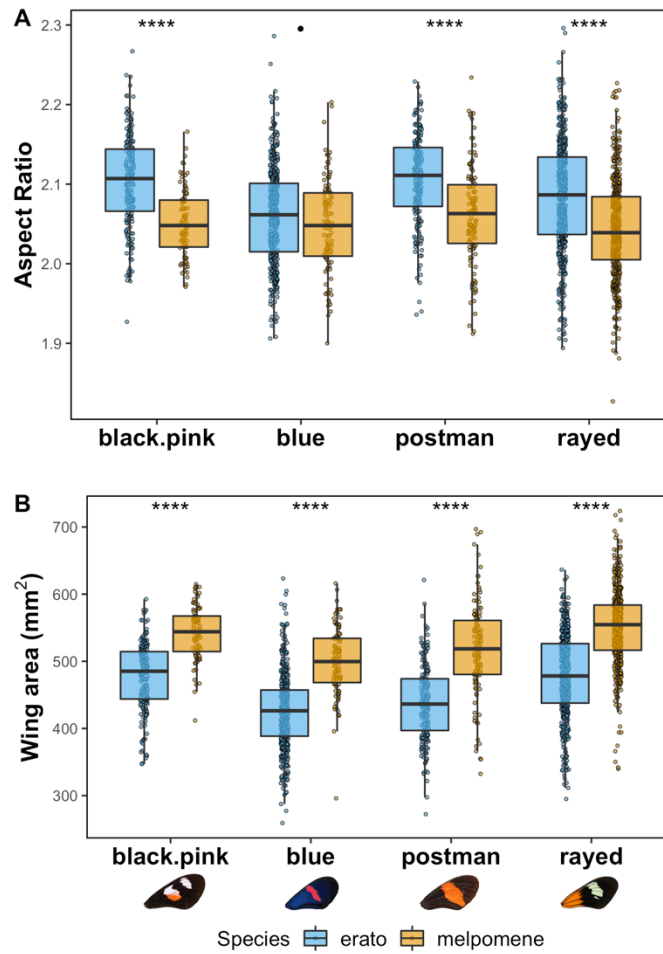 A
**** • **** ****
Aspect Ratio
2.3
2.2
2.1
2.0
1.9
black.pink blue postman rayed
B
**** **** **** ****
Wing area (mm²)
700
600
500
400
300
black.pink blue postman rayed
Species erato melpomene